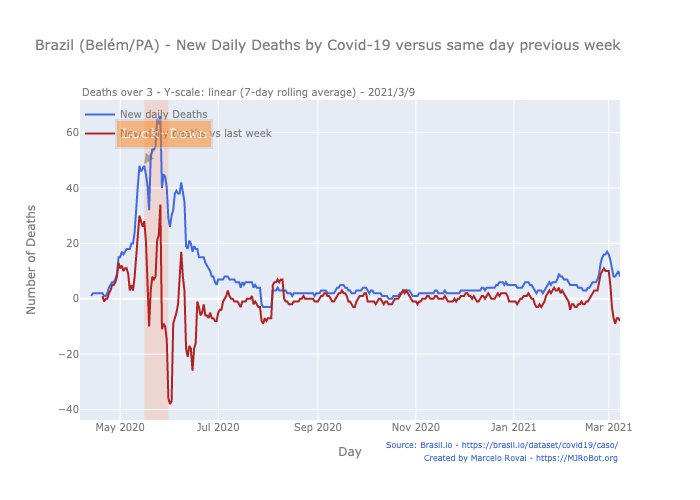 Brazil (Belém/PA) - New Daily Deaths by Covid-19 versus same day previous week
Deaths over 3 - Y-scale: linear (7-day rolling average) - 2021/3/9
New daily Deaths
vs last week
60
40
20
0
−20
−40
Number of Deaths
May 2020
Jul 2020
Sep 2020
Nov 2020
Jan 2021
Mar 2021
Day
Source: Brasil.io - https://brasil.io/dataset/covid19/caso/
Created by Marcelo Rovai - https://MJRoBot.org